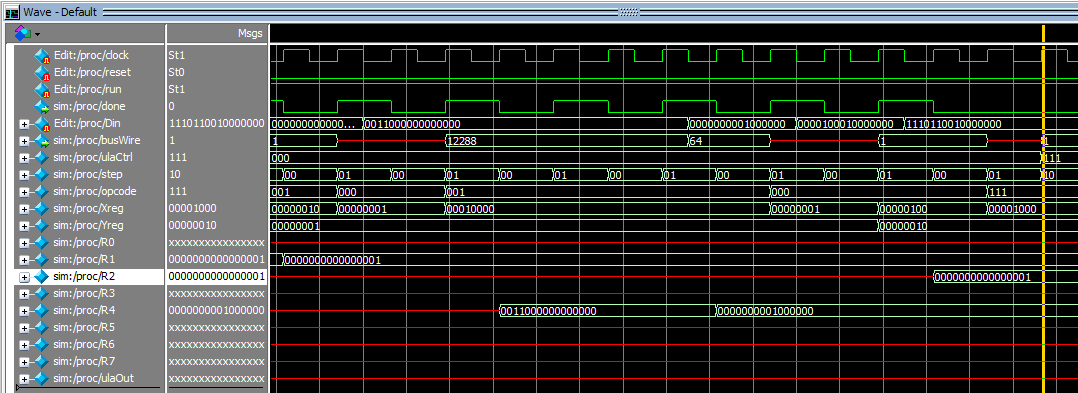 Wave - Default
Msgs
Edit:/proc/clock St1
Edit:/proc/reset St0
Edit:/proc/run St1
sim:/proc/done 0
Edit:/proc/Din 1110110010000000 000000000000... 0011000000000000 0000000001000000 0000100010000000 1110110010000000
sim:/proc/busWire 1 1 12288 64 1 1
sim:/proc/ulaCtrl 111 000 111
sim:/proc/step 10 00 01 00 01 00 01 00 01 00 01 00 01 00 01 10
sim:/proc/opcode 111 001 000 001 000 111
sim:/proc/Xreg 00001000 00000010 00000001 00010000 00000001 00000100 00001000
sim:/proc/Yreg 00000010 00000001 00000010
sim:/proc/R0 xxxxxxxxxxxxxxxx
sim:/proc/R1 0000000000000001 0000000000000001
sim:/proc/R2 0000000000000001 0000000000000001
sim:/proc/R3 xxxxxxxxxxxxxxxx
sim:/proc/R4 0000000001000000 0011000000000000 0000000001000000
sim:/proc/R5 xxxxxxxxxxxxxxxx
sim:/proc/R6 xxxxxxxxxxxxxxxx
sim:/proc/R7 xxxxxxxxxxxxxxxx
sim:/proc/ulaOut xxxxxxxxxxxxxxxx